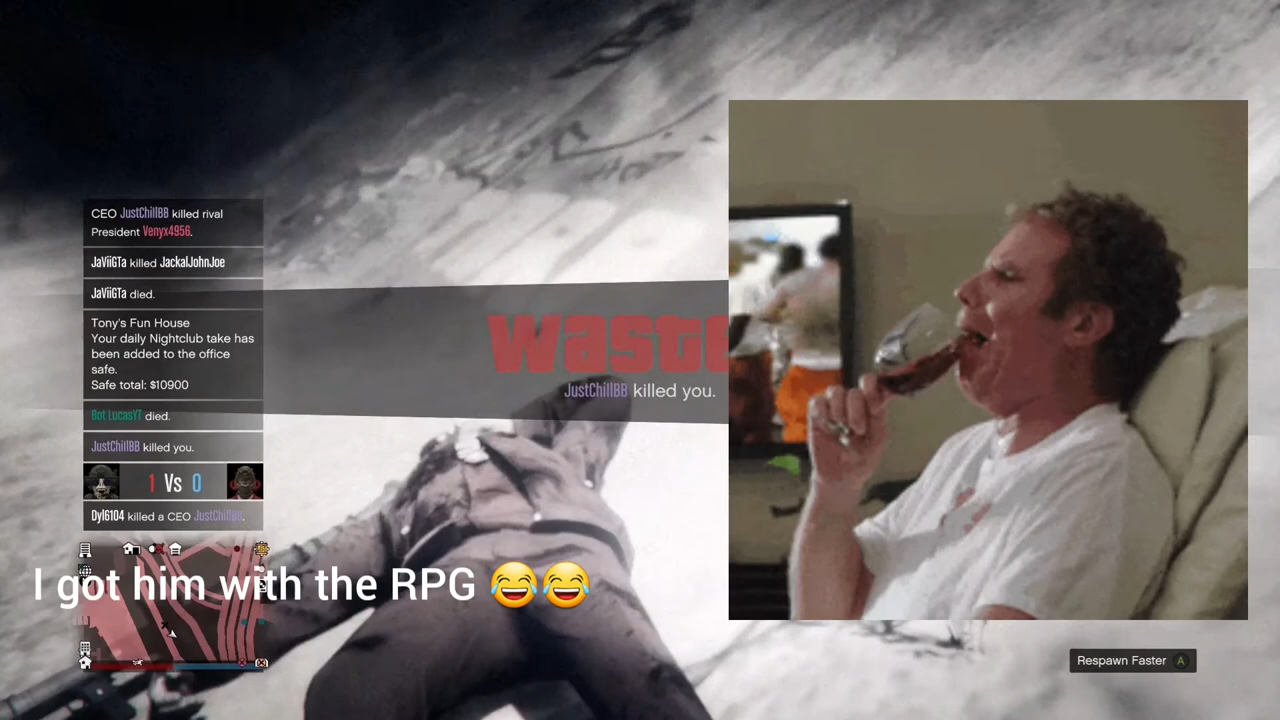 CEO JustChillBB killed rival
President Venyx4956.
JaViiGTa killed JackalJohnJoe
JaViiGTa died.
Tony's Fun House
Your daily Nightclub take has
been added to the office
safe.
Safe total: $10900
Bot LucasYT died.
JustChillBB killed you.
1 Vs 0
Dyl6104 killed a CEO JustChillBB.
waste
JustChillBB killed you.
I got him with the RPG 😂😂
Respawn Faster A